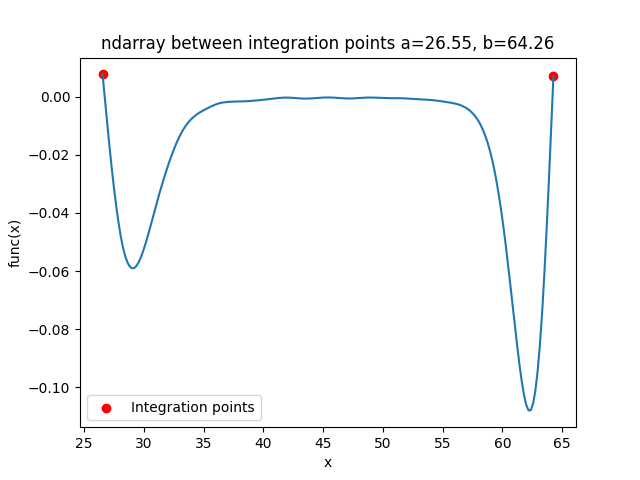 ndarray between integration points a=26.55, b=64.26
func(x)
0.00
−0.02
−0.04
−0.06
−0.08
−0.10
Integration points
25 30 35 40 45 50 55 60 65
x